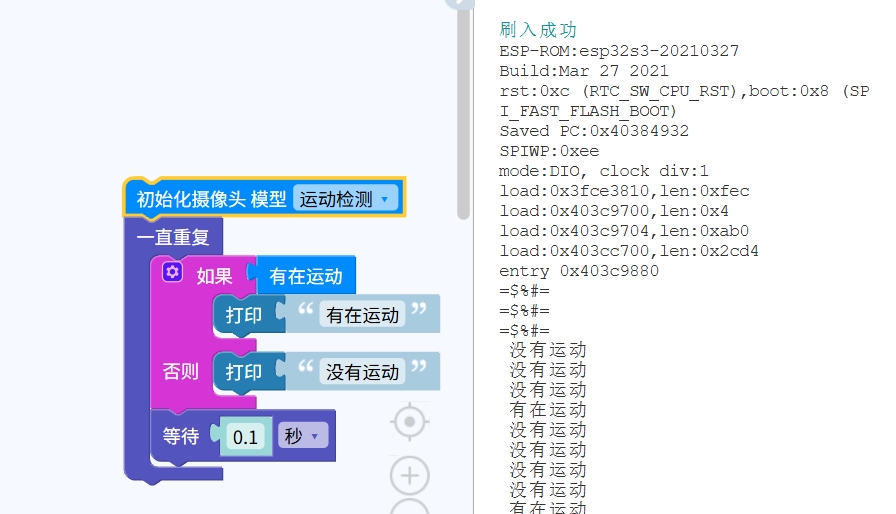 初始化摄像头 模型 运动检测
一直重复
如果 有在运动
打印 “ 有在运动 ”
否则 打印 “ 没有运动 ”
等待 0.1 秒
刷入成功
ESP-ROM:esp32s3-20210327
Build:Mar 27 2021
rst:0xc (RTC_SW_CPU_RST),boot:0x8 (SP
I_FAST_FLASH_BOOT)
Saved PC:0x40384932
SPIWP:0xee
mode:DIO, clock div:1
load:0x3fce3810,len:0xfec
load:0x403c9700,len:0x4
load:0x403c9704,len:0xab0
load:0x403cc700,len:0x2cd4
entry 0x403c9880
=$%#=
=$%#=
=$%#=
没有运动
没有运动
没有运动
有在运动
没有运动
没有运动
没有运动
没有运动
有在运动